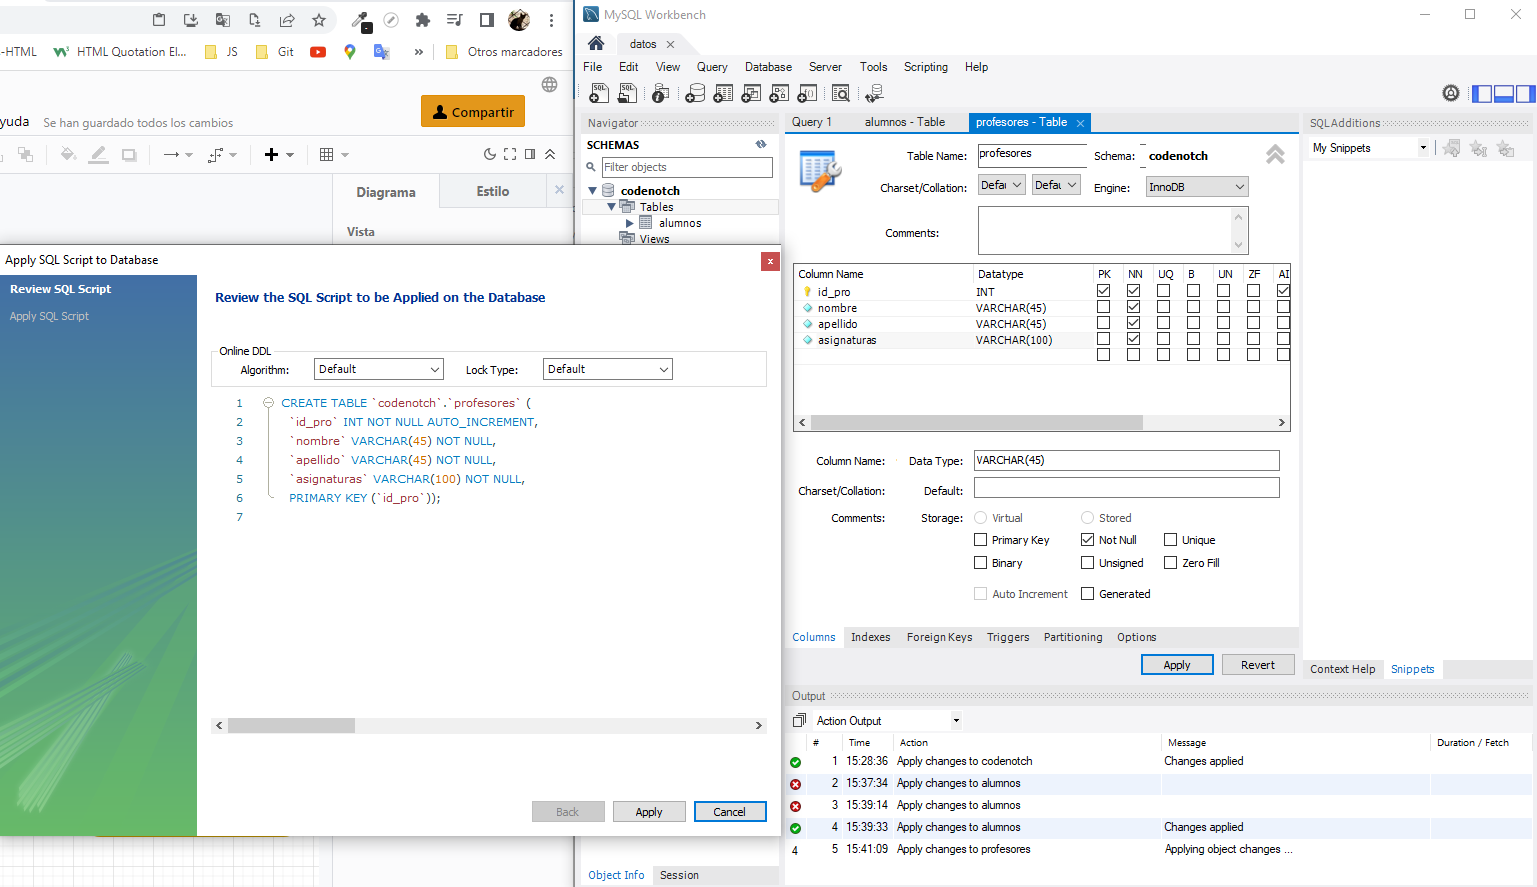 -HTML HTML Quotation El... JS Git » Otros marcadores
yuda Se han guardado todos los cambios Compartir
Diagrama Estilo
Vista
MySQL Workbench
datos
File Edit View Query Database Server Tools Scripting Help
Navigator
SCHEMAS
Filter objects
codenotch
Tables
alumnos
Views
Query 1 alumnos - Table profesores - Table
Table Name: profesores Schema: codenotch
Charset/Collation: Defau Defau Engine: InnoDB
Comments:
Column Name Datatype PK NN UQ B UN ZF AI
id_pro INT
nombre VARCHAR(45)
apellido VARCHAR(45)
asignaturas VARCHAR(100)
Column Name: Data Type: VARCHAR(45)
Charset/Collation: Default:
Comments: Storage: Virtual Stored
Primary Key Not Null Unique
Binary Unsigned Zero Fill
Auto Increment Generated
Columns Indexes Foreign Keys Triggers Partitioning Options
Apply Revert
SQLAdditions
My Snippets
Context Help Snippets
Output
Action Output
# Time Action Message Duration / Fetch
1 15:28:36 Apply changes to codenotch Changes applied
2 15:37:34 Apply changes to alumnos
3 15:39:14 Apply changes to alumnos
4 15:39:33 Apply changes to alumnos Changes applied
4 5 15:41:09 Apply changes to profesores Applying object changes ...
Object Info Session
Apply SQL Script to Database
Review SQL Script
Apply SQL Script
Review the SQL Script to be Applied on the Database
Online DDL
Algorithm: Default Lock Type: Default
1 CREATE TABLE `codenotch`.`profesores` (
2 `id_pro` INT NOT NULL AUTO_INCREMENT,
3 `nombre` VARCHAR(45) NOT NULL,
4 `apellido` VARCHAR(45) NOT NULL,
5 `asignaturas` VARCHAR(100) NOT NULL,
6 PRIMARY KEY (`id_pro`));
7
Back Apply Cancel